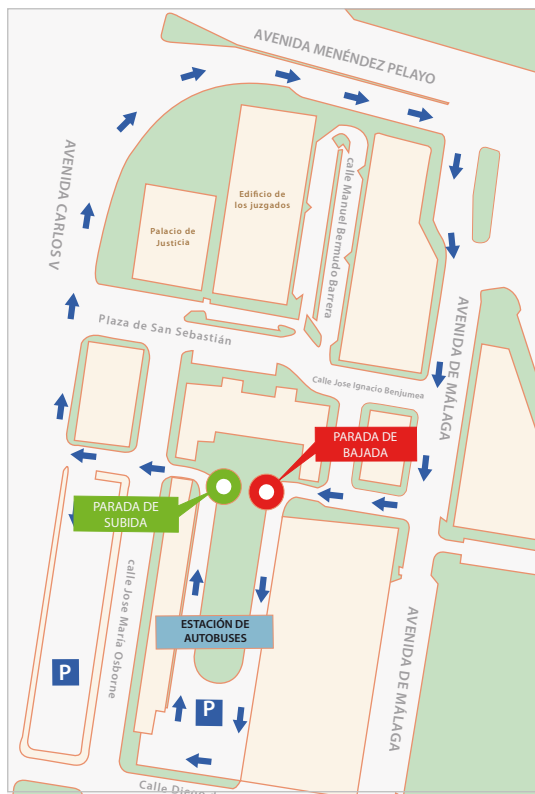 AVENIDA MENÉNDEZ PELAYO
AVENIDA CARLOS V
Edificio de
los juzgados
calle Manuel Bermudo Barrera
Palacio de
Justicia
Plaza de San Sebastián
AVENIDA DE MÁLAGA
Calle Jose Ignacio Benjumea
PARADA DE
BAJADA
PARADA DE
SUBIDA
calle Jose María Osborne
ESTACIÓN DE
AUTOBUSES
AVENIDA DE MÁLAGA
P
P
Calle Diego